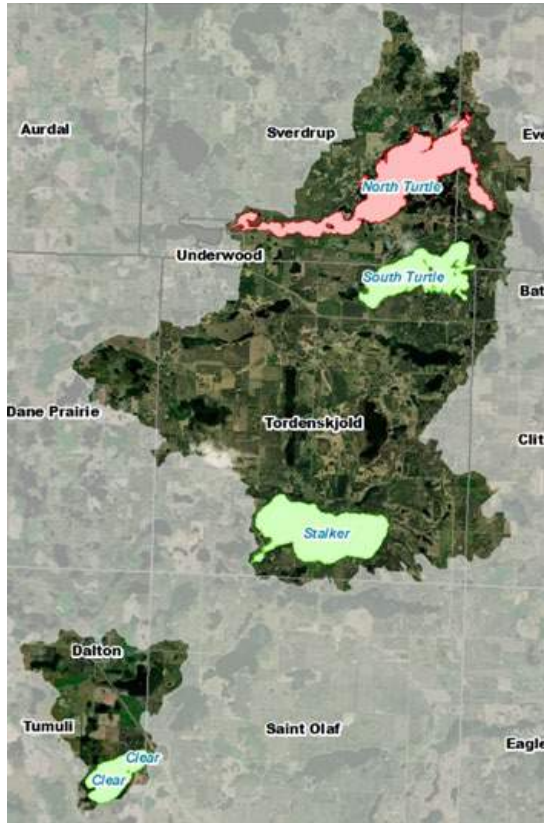 Aurdal
Sverdrup
Eve
North Turtle
Underwood
South Turtle
Bat
Dane Prairie
Tordenskjold
Clit
Stalker
Dalton
Tumuli
Saint Olaf
Clear
Eagle
Clear